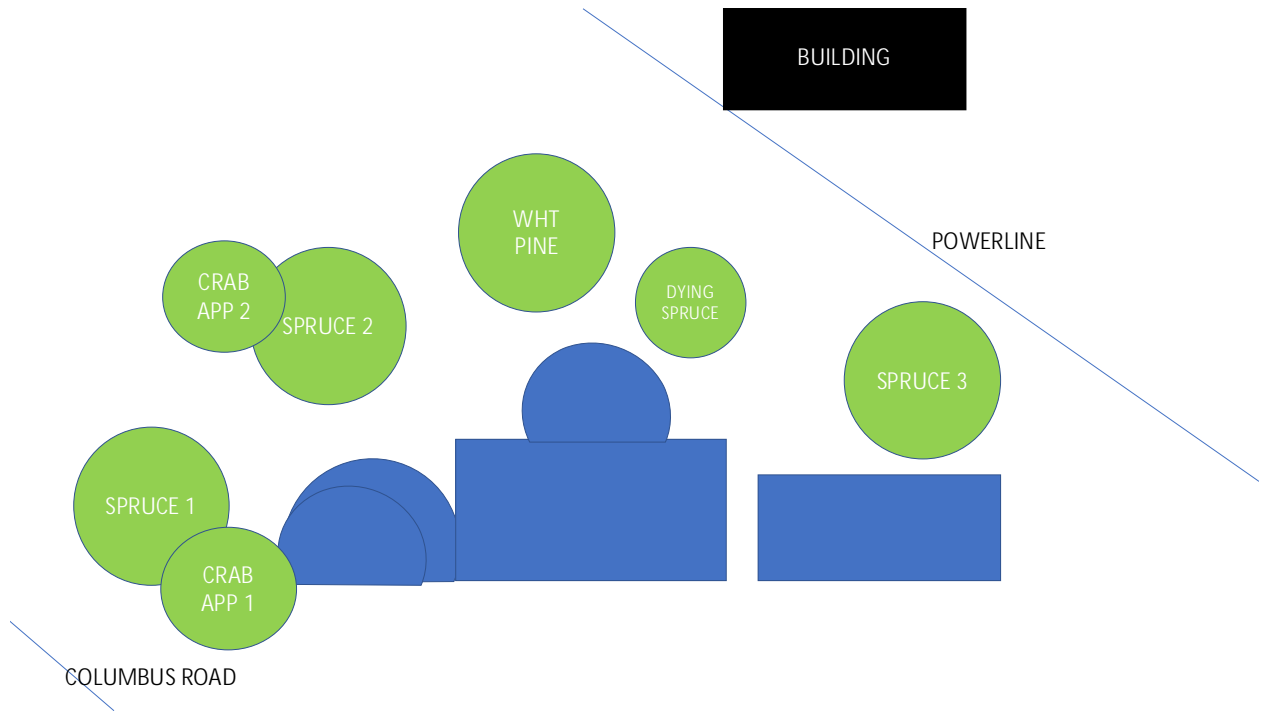 BUILDING
WHT
PINE
POWERLINE
CRAB
APP 2
SPRUCE 2
DYING
SPRUCE
SPRUCE 3
SPRUCE 1
CRAB
APP 1
COLUMBUS ROAD